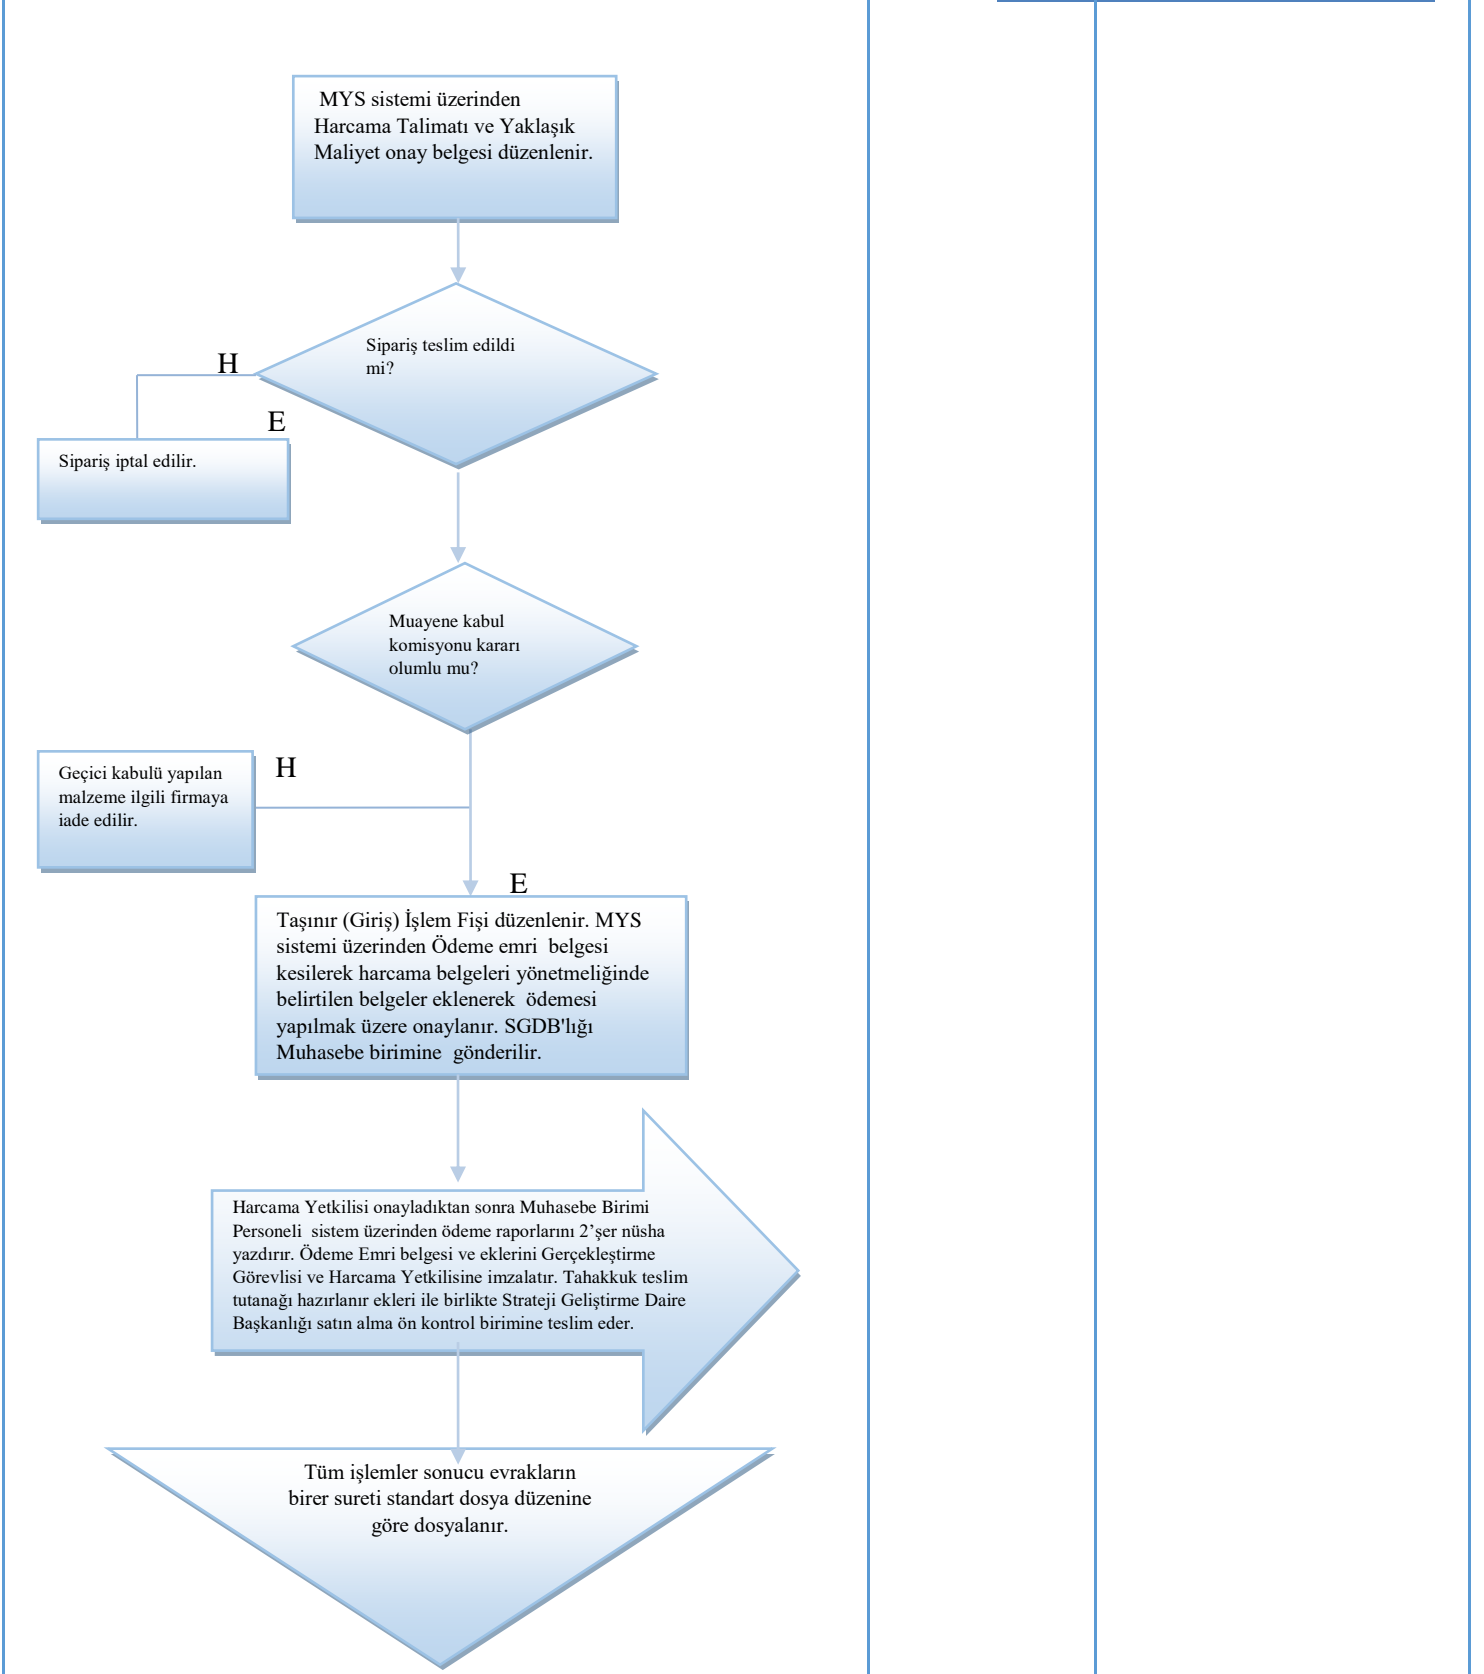 MYS sistemi üzerinden
Harcama Talimatı ve Yaklaşık
Maliyet onay belgesi düzenlenir.
Sipariş teslim edildi
mi?
H
E
Sipariş iptal edilir.
Muayene kabul
komisyonu kararı
olumlu mu?
Geçici kabulü yapılan
malzeme ilgili firmaya
iade edilir.
H
E
Taşınır (Giriş) İşlem Fişi düzenlenir. MYS
sistemi üzerinden Ödeme emri  belgesi
kesilerek harcama belgeleri yönetmeliğinde
belirtilen belgeler eklenerek  ödemesi
yapılmak üzere onaylanır. SGDB'lığı
Muhasebe birimine  gönderilir.
Harcama Yetkilisi onayladıktan sonra Muhasebe Birimi
Personeli  sistem üzerinden ödeme raporlarını 2’şer nüsha
yazdırır. Ödeme Emri belgesi ve eklerini Gerçekleştirme
Görevlisi ve Harcama Yetkilisine imzalatır. Tahakkuk teslim
tutanağı hazırlanır ekleri ile birlikte Strateji Geliştirme Daire
Başkanlığı satın alma ön kontrol birimine teslim eder.
Tüm işlemler sonucu evrakların
birer sureti standart dosya düzenine
göre dosyalanır.